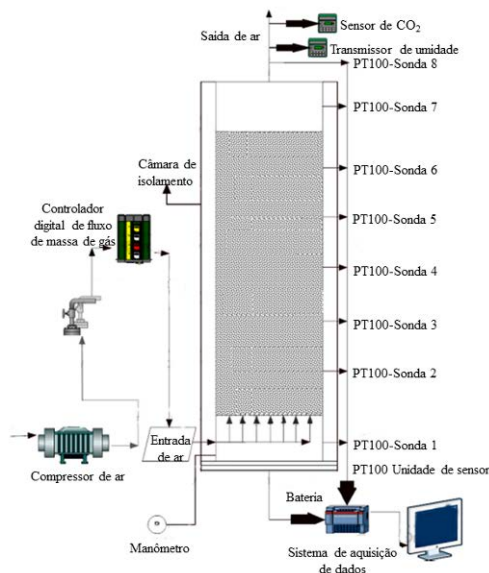 Sensor de CO2
Saída de ar
Transmissor de umidade
PT100-Sonda 8
PT100-Sonda 7
Câmara de
isolamento
PT100-Sonda 6
Controlador
digital de fluxo
de massa de gás
PT100-Sonda 5
PT100-Sonda 4
PT100-Sonda 3
PT100-Sonda 2
Entrada
de ar
PT100-Sonda 1
Compressor de ar
PT100 Unidade de sensor
Bateria
Manômetro
Sistema de aquisição
de dados